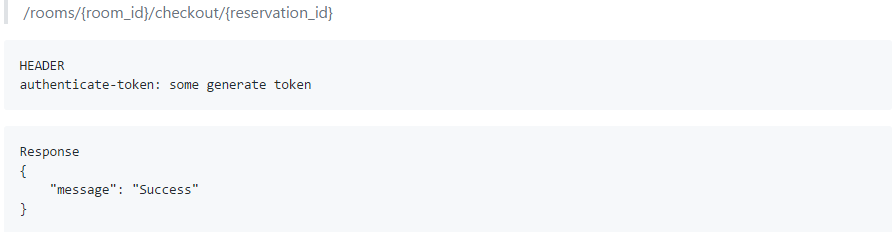 /rooms/{room_id}/checkout/{reservation_id}
HEADER
authenticate-token: some generate token
Response
{
    "message": "Success"
}